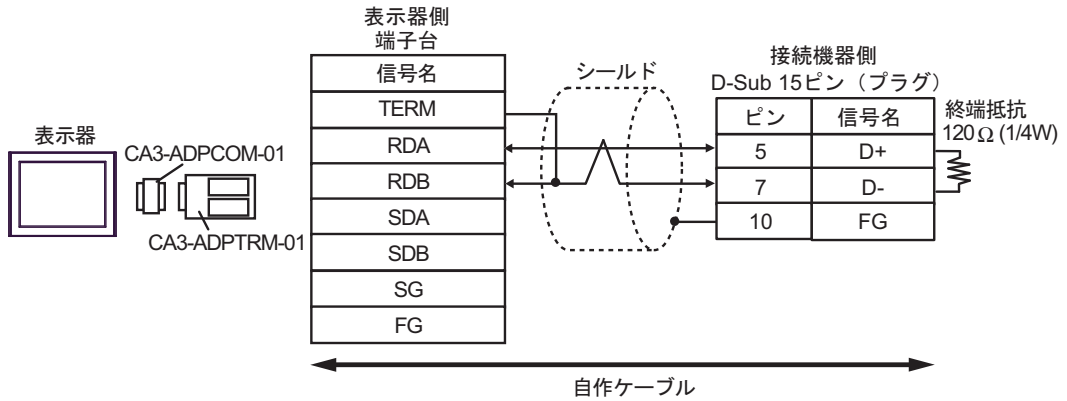 表示器
CA3-ADPCOM-01
CA3-ADPTRM-01
表示器側
端子台
信号名
TERM
RDA
RDB
SDA
SDB
SG
FG
シールド
接続機器側
D-Sub 15ピン（プラグ）
ピン 信号名
5 D+
7 D-
10 FG
終端抵抗
120Ω (1/4W)
自作ケーブル